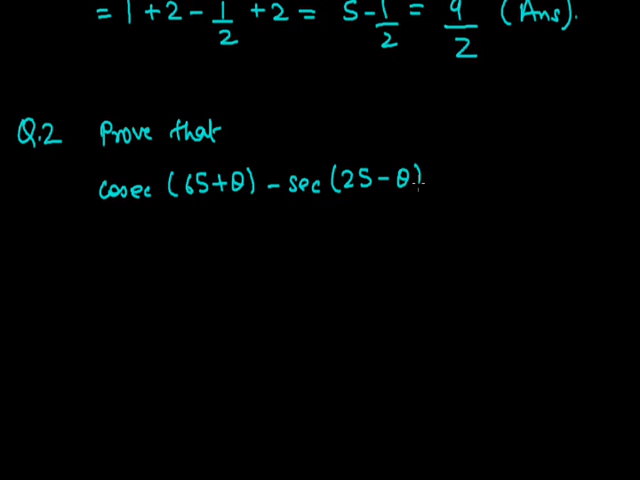 = 1 + 2 - 1/2 + 2 = 5 - 1/2 = 9/2 (Ans).
Q.2 Prove that
cosec (65+θ) - sec (25-θ)